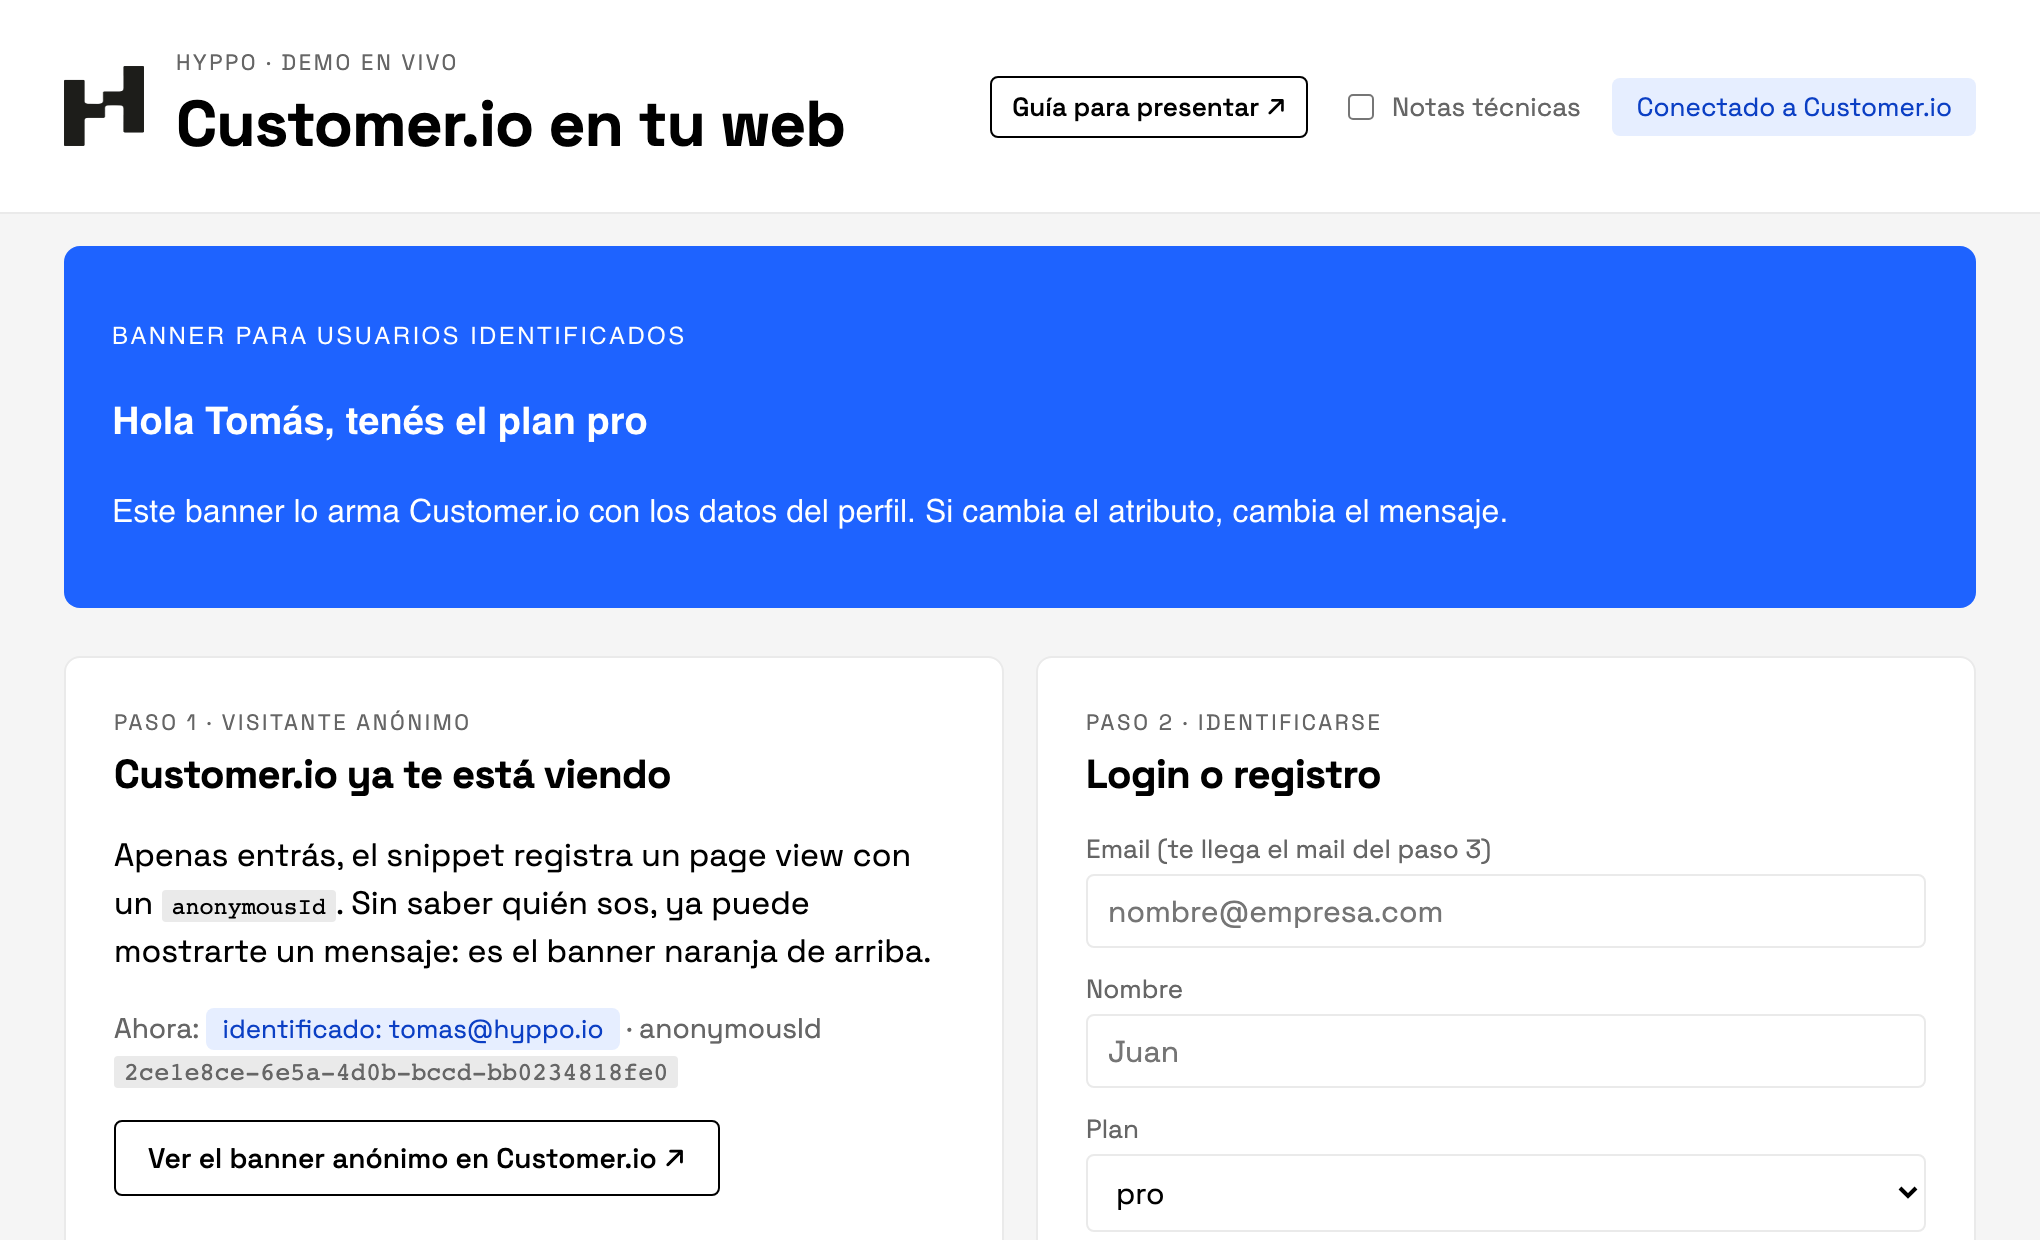 HYPPO · DEMO EN VIVO
Customer.io en tu web
Guía para presentar ↗
Notas técnicas
Conectado a Customer.io
BANNER PARA USUARIOS IDENTIFICADOS
Hola Tomás, tenés el plan pro
Este banner lo arma Customer.io con los datos del perfil. Si cambia el atributo, cambia el mensaje.
PASO 1 · VISITANTE ANÓNIMO
Customer.io ya te está viendo
Apenas entrás, el snippet registra un page view con
un anonymousId. Sin saber quién sos, ya puede
mostrarte un mensaje: es el banner naranja de arriba.
Ahora: identificado: tomas@hyppo.io · anonymousId
2ce1e8ce-6e5a-4d0b-bccd-bb0234818fe0
Ver el banner anónimo en Customer.io ↗
PASO 2 · IDENTIFICARSE
Login o registro
Email (te llega el mail del paso 3)
nombre@empresa.com
Nombre
Juan
Plan
pro